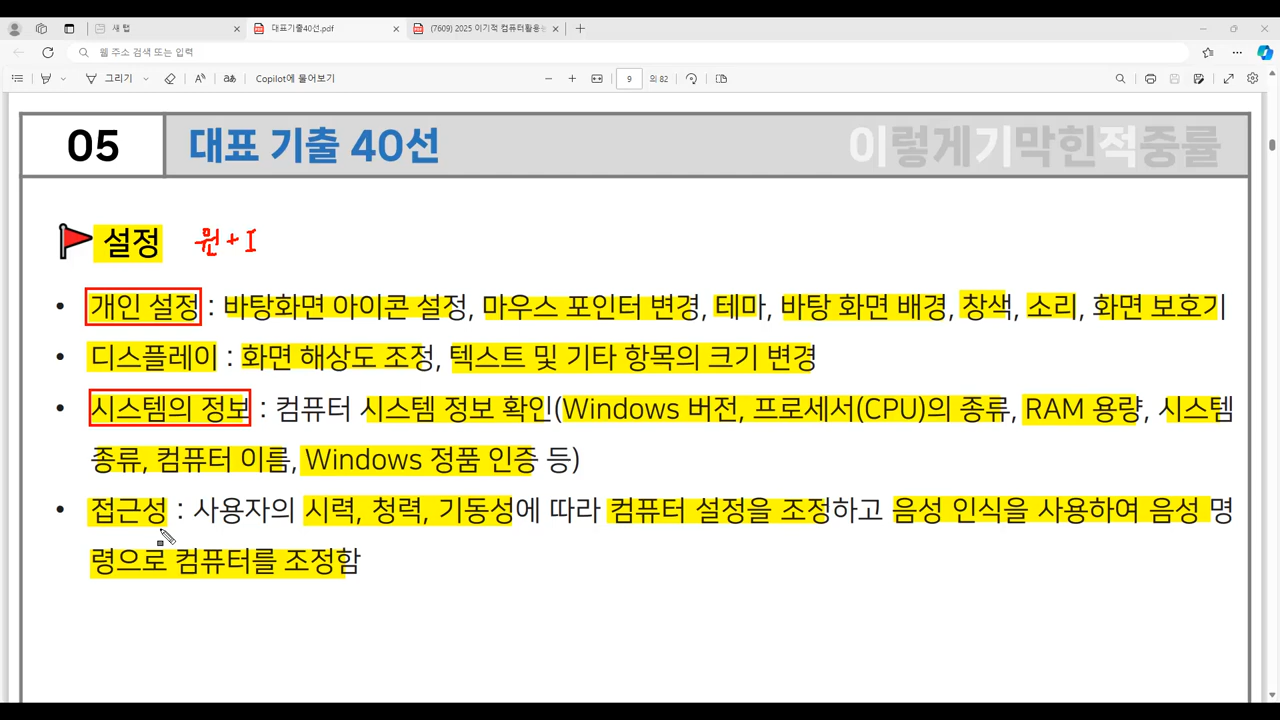 새 탭
대표기출40선.pdf
(7609) 2025 이기적 컴퓨터활용능
웹 주소 검색 또는 입력
그리기
Copilot에 물어보기
9 의 82
05 대표 기출 40선 이렇게기막힌적중률
설정 윈+I
• 개인 설정 : 바탕화면 아이콘 설정, 마우스 포인터 변경, 테마, 바탕 화면 배경, 창색, 소리, 화면 보호기
• 디스플레이 : 화면 해상도 조정, 텍스트 및 기타 항목의 크기 변경
• 시스템의 정보 : 컴퓨터 시스템 정보 확인(Windows 버전, 프로세서(CPU)의 종류, RAM 용량, 시스템
종류, 컴퓨터 이름, Windows 정품 인증 등)
• 접근성 : 사용자의 시력, 청력, 기동성에 따라 컴퓨터 설정을 조정하고 음성 인식을 사용하여 음성 명
령으로 컴퓨터를 조정함